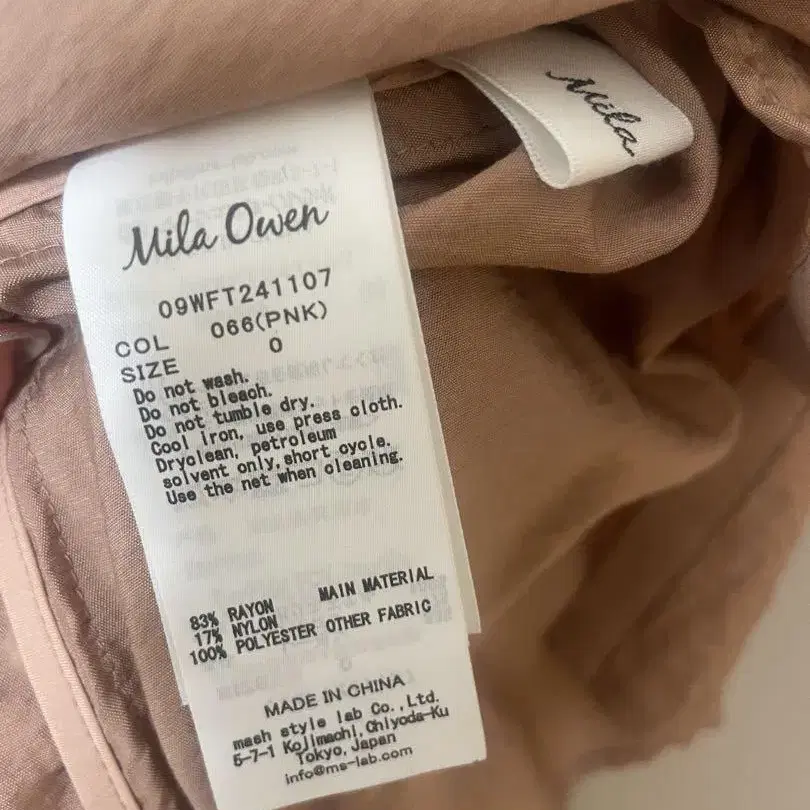 Mila
Mila Owen
09WFT241107
COL 066(PNK)
SIZE 0
Do not wash.
Do not bleach.
Do not tumble dry.
Cool iron, use press cloth.
Dryclean, petroleum
solvent only, short cycle.
Use the net when cleaning.
83% RAYON MAIN MATERIAL
17% NYLON
100% POLYESTER OTHER FABRIC
MADE IN CHINA
mash style lab Co., Ltd.
5-7-1 Kojimachi, Chiyoda-Ku
Tokyo, Japan
info@ms-lab.com